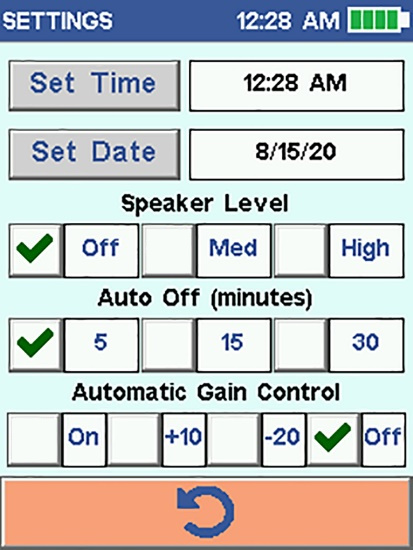 SETTINGS 12:28 AM
Set Time 12:28 AM
Set Date 8/15/20
Speaker Level
Off Med High
Auto Off (minutes)
5 15 30
Automatic Gain Control
On +10 -20 Off